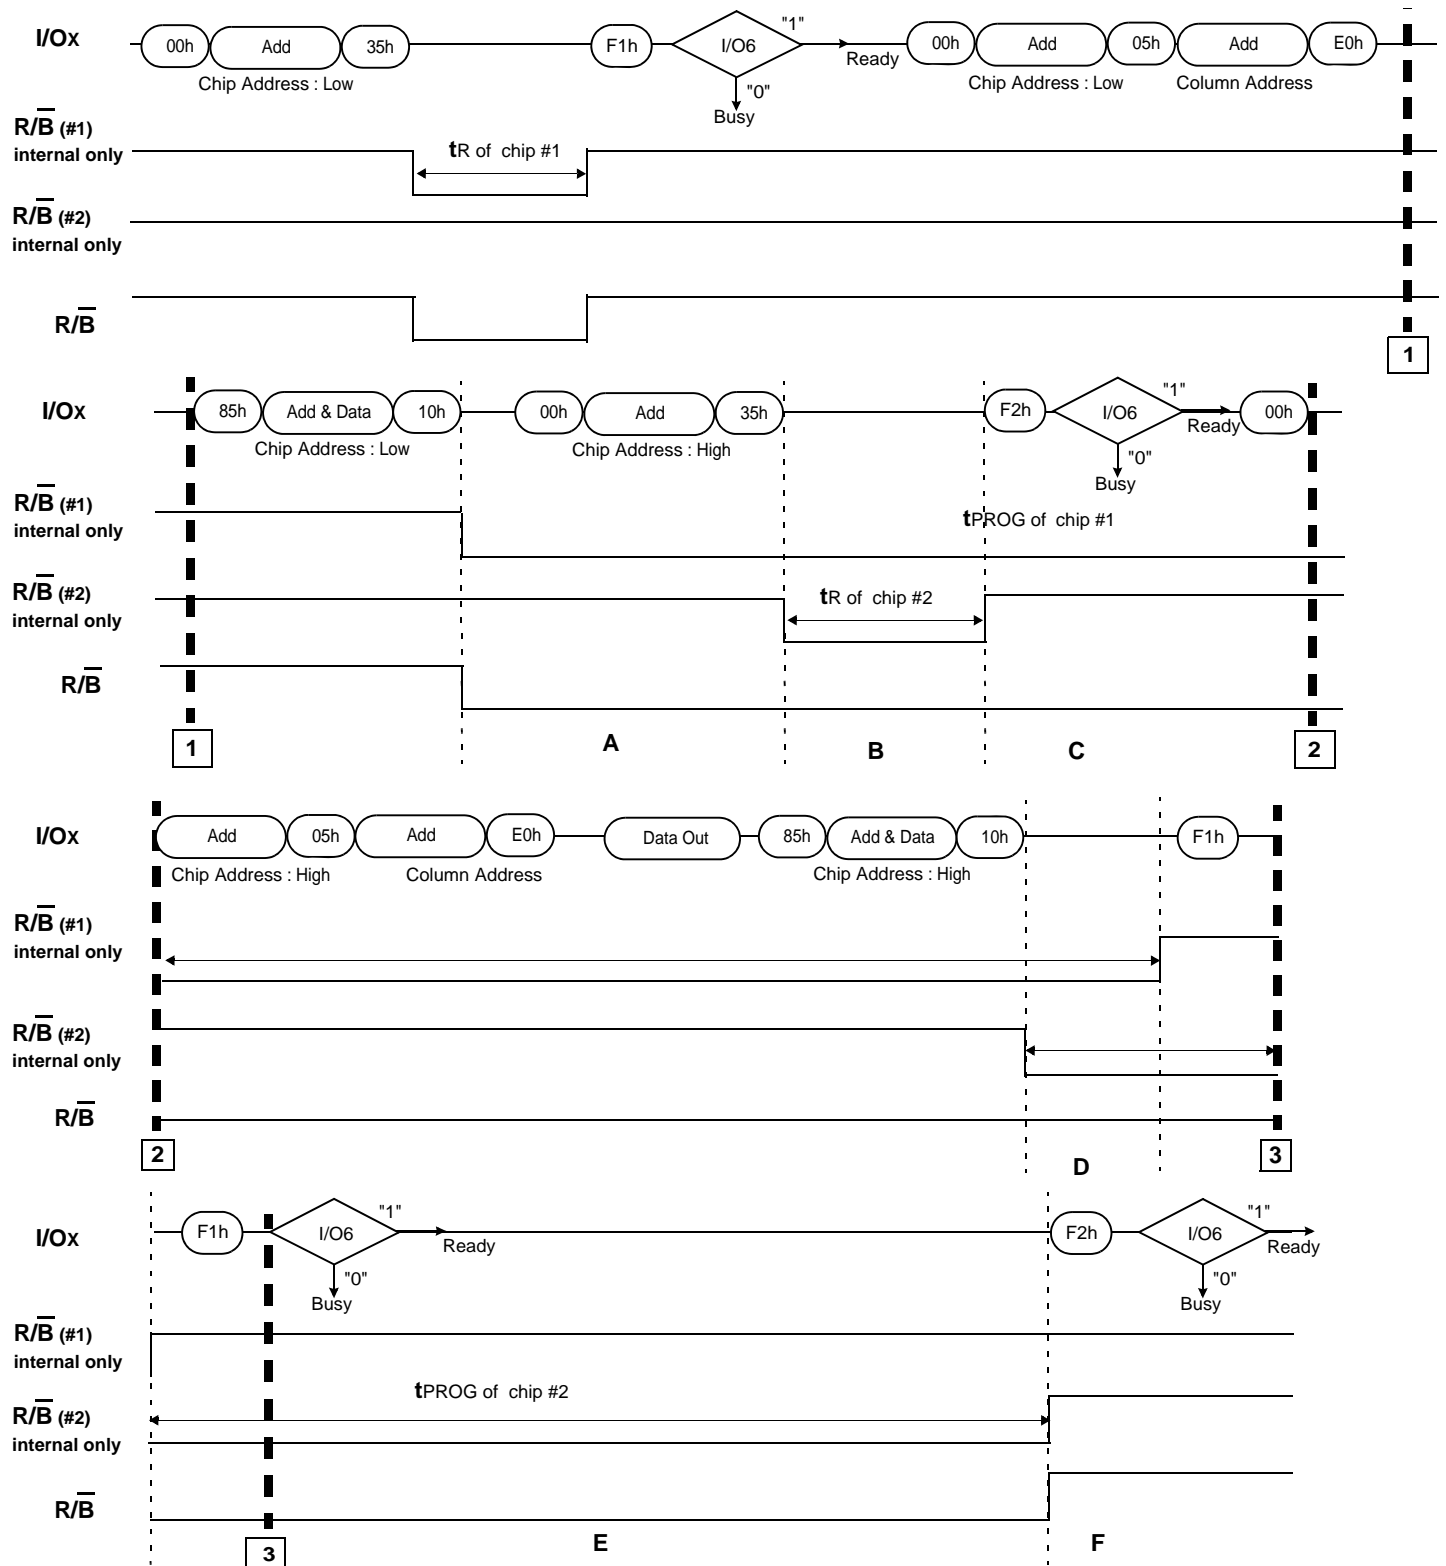 I/Ox 00h Add 35h F1h I/O6 "1" Ready 00h Add 05h Add E0h
Chip Address : Low "0" Chip Address : Low Column Address
Busy
R/B (#1)
internal only
tR of chip #1
R/B (#2)
internal only
R/B
1
I/Ox 85h Add & Data 10h 00h Add 35h F2h I/O6 "1" Ready 00h
Chip Address : Low Chip Address : High "0"
Busy
R/B (#1)
internal only
tPROG of chip #1
R/B (#2)
internal only
tR of chip #2
R/B
1 A B C 2
I/Ox Add 05h Add E0h Data Out 85h Add & Data 10h F1h
Chip Address : High Column Address Chip Address : High
R/B (#1)
internal only
R/B (#2)
internal only
R/B
2 D 3
I/Ox F1h I/O6 "1" Ready F2h I/O6 "1" Ready
"0" "0"
Busy Busy
R/B (#1)
internal only
tPROG of chip #2
R/B (#2)
internal only
R/B
3 E F